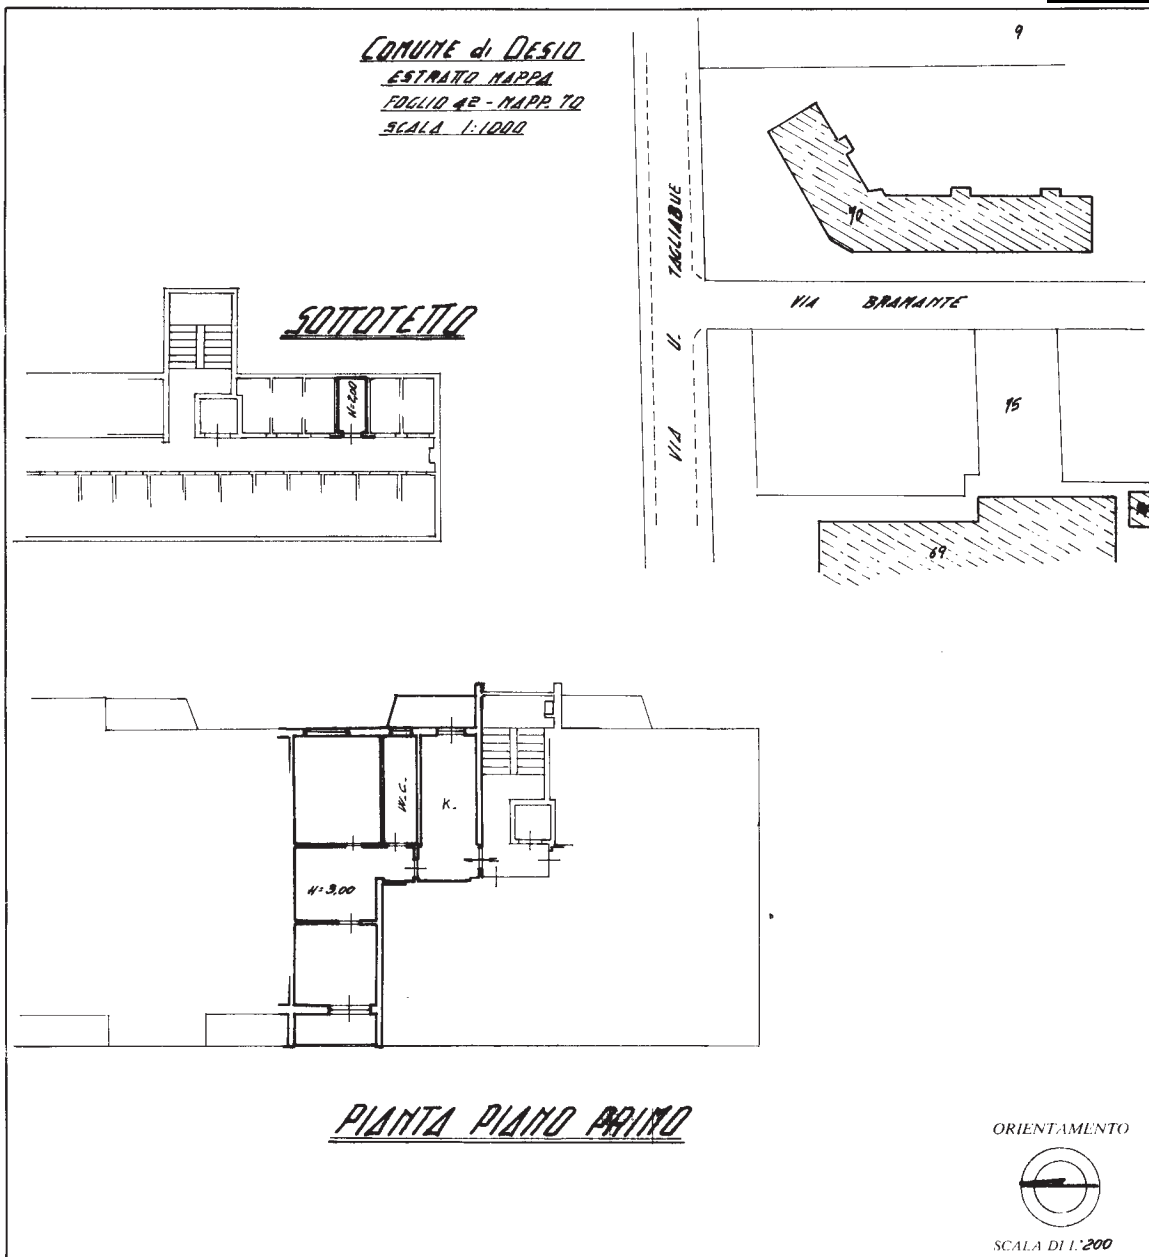 COMUNE di DESIO
ESTRATTO MAPPA
FOGLIO 42 - MAPP. 70
SCALA 1:1000
9
70
VIA U. TAGLIABUE
VIA BRAMANTE
75
69
SOTTOTETTO
H=2,00
W.C.
K.
H=3,00
PIANTA PIANO PRIMO
ORIENTAMENTO
SCALA DI 1:200